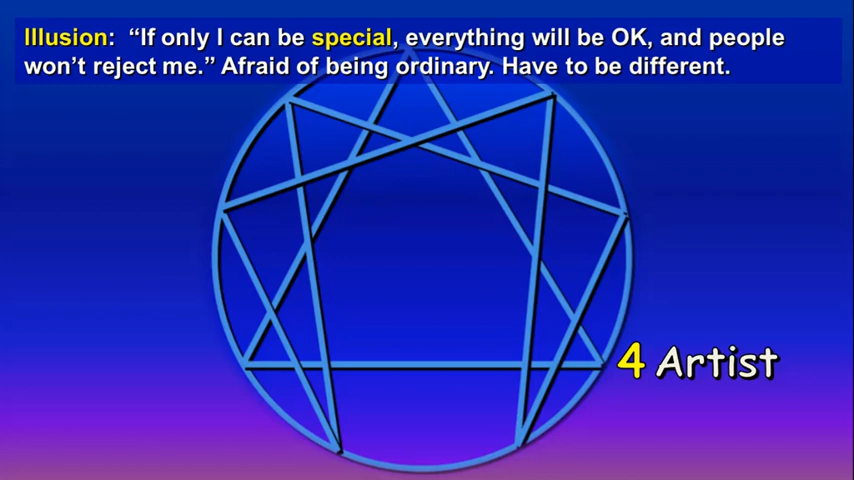 Illusion:  “If only I can be special, everything will be OK, and people
won’t reject me.” Afraid of being ordinary. Have to be different.
4 Artist